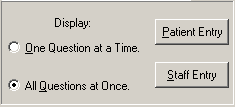 Display:
Patient Entry
One Question at a Time.
Staff Entry
All Questions at Once.